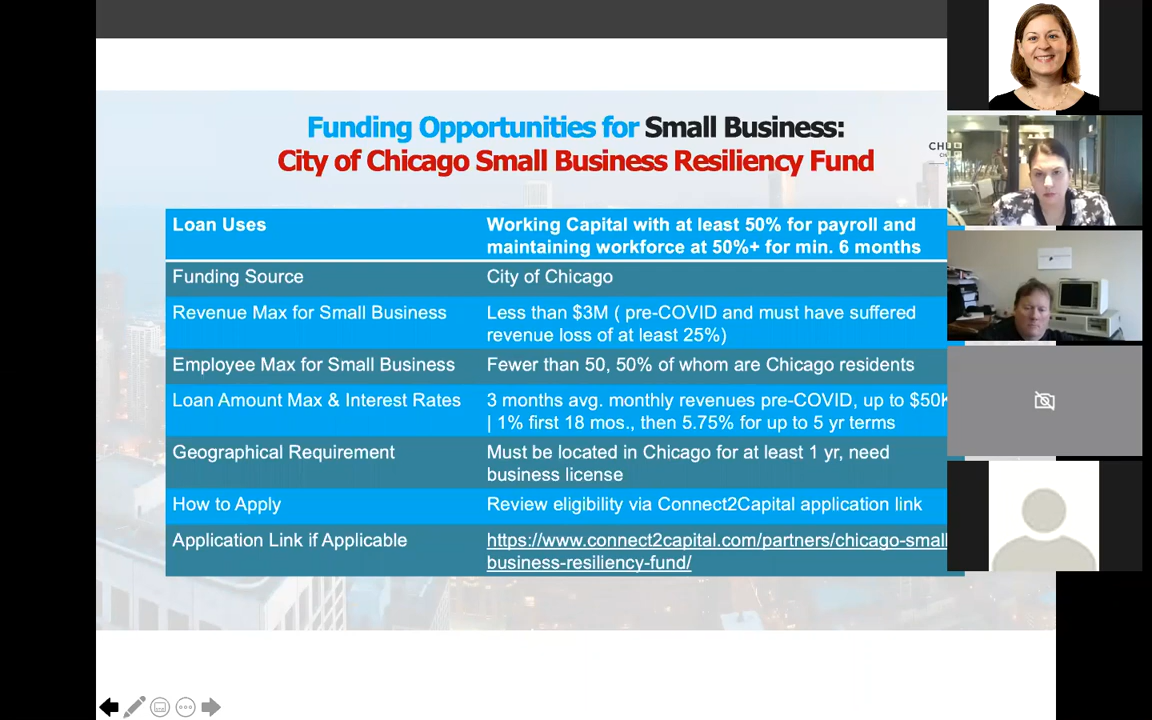 Funding Opportunities for Small Business:
City of Chicago Small Business Resiliency Fund
CHU
Loan Uses
Working Capital with at least 50% for payroll and
maintaining workforce at 50%+ for min. 6 months
Funding Source
City of Chicago
Revenue Max for Small Business
Less than $3M ( pre-COVID and must have suffered
revenue loss of at least 25%)
Employee Max for Small Business
Fewer than 50, 50% of whom are Chicago residents
Loan Amount Max & Interest Rates
3 months avg. monthly revenues pre-COVID, up to $50K
| 1% first 18 mos., then 5.75% for up to 5 yr terms
Geographical Requirement
Must be located in Chicago for at least 1 yr, need
business license
How to Apply
Review eligibility via Connect2Capital application link
Application Link if Applicable
https://www.connect2capital.com/partners/chicago-small
business-resiliency-fund/